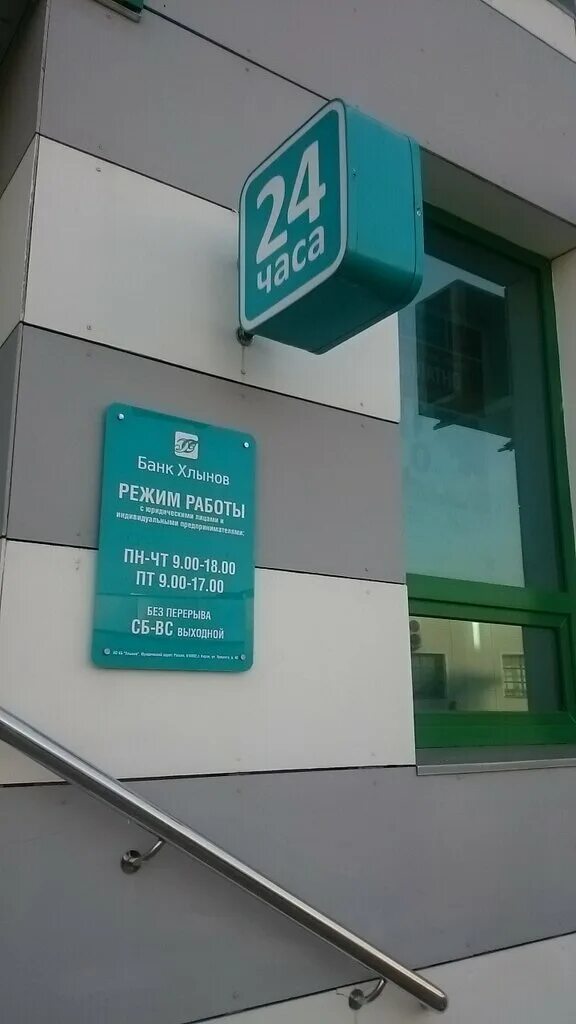 24
часа
Банк Хлынов
РЕЖИМ РАБОТЫ
с юридическими лицами и
индивидуальными предпринимателями:
ПН-ЧТ 9.00-18.00
ПТ 9.00-17.00
БЕЗ ПЕРЕРЫВА
СБ-ВС ВЫХОДНОЙ